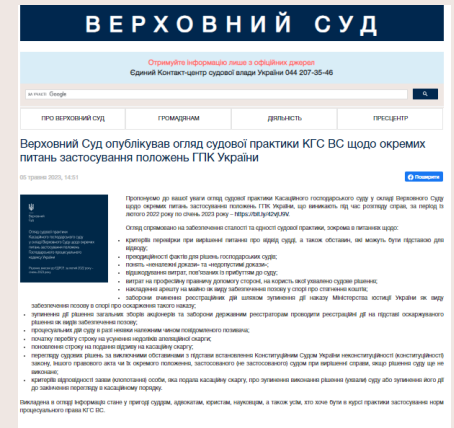 ВЕРХОВНИЙ СУД
Отримуйте інформацію лише з офіційних джерел
Єдиний Контакт-центр судової влади України 044 207-35-46
Google
ПРО ВЕРХОВНИЙ СУД
ГРОМАДЯНАМ
ДІЯЛЬНІСТЬ
ПРЕСЦЕНТР
Верховний Суд опублікував огляд судової практики КГС ВС щодо окремих
питань застосування положень ГПК України
Поширити
Пропонуємо до вашої уваги огляд судової практики Касаційного господарського суду у складі Верховного Суду
щодо окремих питань застосування положень ГПК України, що виникають під час розгляду справ, за період із
лютого 2022 року по січень 2023 року –
Огляд спрямовано на забезпечення сталості та єдності судової практики, зокрема в питаннях щодо:
• критеріїв перевірки при вирішенні питання про відвід судді, а також обставин, які можуть бути підставою для
відводу;
• преюдиційності фактів для рішень господарських судів;
• понять «неналежні докази» та «недопустимі докази»;
• відшкодування витрат, пов'язаних із прибуттям до суду;
• витрат на професійну правничу допомогу стороні, на користь якої ухвалено судове рішення;
• накладення арешту на майно як виду забезпечення позову у спорі про стягнення коштів;
• заборони вчинення реєстраційних дій шляхом зупинення дії наказу Міністерства юстиції України як виду
забезпечення позову в спорі про оскарження такого наказу;
• зупинення дії рішення загальних зборів акціонерів та заборони державним реєстраторам проводити реєстраційні дії на підставі оскаржуваного
рішення як видів забезпечення позову;
• процесуальних дій суду в разі неявки належним чином повідомленого позивача;
• початку перебігу строку на усунення недоліків апеляційної скарги;
• поновлення строку на подання відзиву на касаційну скаргу;
• перегляду судових рішень за виключними обставинами з підстави встановлення Конституційним Судом України неконституційності (конституційності)
закону, іншого правового акта чи їх окремого положення, застосованого (не застосованого) судом при вирішенні справи, якщо рішення суду ще не
виконане;
• критеріїв відповідності заяви (клопотання) особи, яка подала касаційну скаргу, про зупинення виконання рішення (ухвали) суду або зупинення його дії
до закінчення перегляду в касаційному порядку.
Викладена в огляді інформація стане у пригоді суддям, адвокатам, юристам, науковцям, а також усім, хто хоче бути в курсі практики застосування норм
процесуального права КГС ВС.